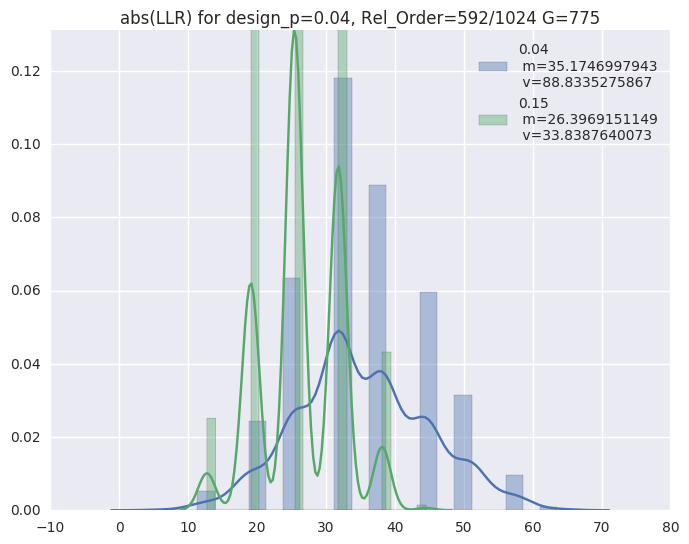 abs(LLR) for design_p=0.04, Rel_Order=592/1024 G=775
0.04
m=35.1746997943
v=88.8335275867
0.15
m=26.3969151149
v=33.8387640073
0.12
0.10
0.08
0.06
0.04
0.02
0.00
−10 0 10 20 30 40 50 60 70 80